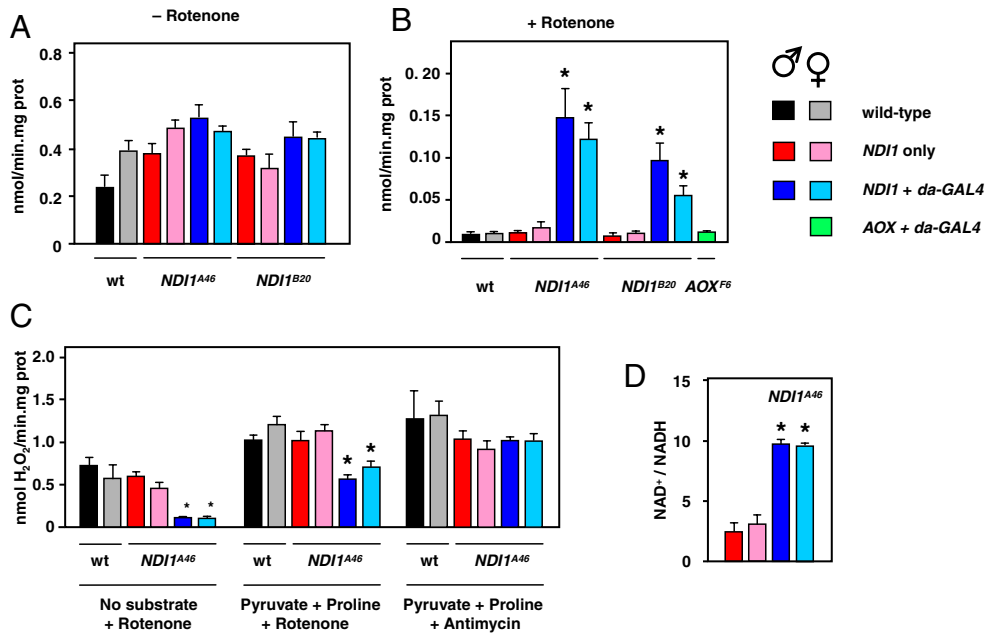 A
– Rotenone
nmol/min.mg prot
0.8
0.6
0.4
0.2
0
wt
NDI1ᴬ⁴⁶
NDI1ᴮ²⁰
B
+ Rotenone
nmol/min.mg prot
0. 20
0.15
0.10
0.05
0
* * * *
wt
NDI1ᴬ⁴⁶
NDI1ᴮ²⁰
AOXᶠ⁶
♂ ♀
wild-type
NDI1 only
NDI1 + da-GAL4
AOX + da-GAL4
C
nmol H₂O₂/min.mg prot
2.0
1.5
1.0
0.5
0
* * * *
wt
NDI1ᴬ⁴⁶
wt
NDI1ᴬ⁴⁶
wt
NDI1ᴬ⁴⁶
No substrate
+ Rotenone
Pyruvate + Proline
+ Rotenone
Pyruvate + Proline
+ Antimycin
D
NAD⁺ / NADH
15
10
5
0
NDI1ᴬ⁴⁶
* *